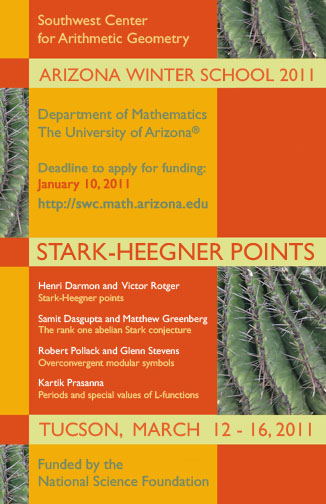 Southwest Center
for Arithmetic Geometry
ARIZONA WINTER SCHOOL 2011
Department of Mathematics
The University of Arizona®
Deadline to apply for funding:
January 10, 2011
http://swc.math.arizona.edu
STARK-HEEGNER POINTS
Henri Darmon and Victor Rotger
Stark-Heegner points
Samit Dasgupta and Matthew Greenberg
The rank one abelian Stark conjecture
Robert Pollack and Glenn Stevens
Overconvergent modular symbols
Kartik Prasanna
Periods and special values of L-functions
TUCSON, MARCH 12 - 16, 2011
Funded by the
National Science Foundation